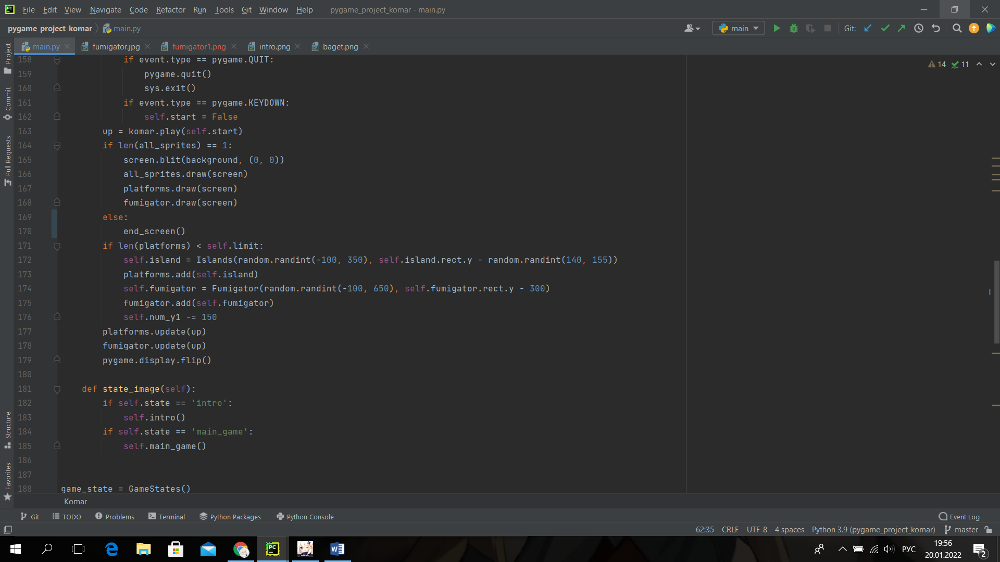 File Edit View Navigate Code Refactor Run Tools Git Window Help pygame_project_komar - main.py
pygame_project_komar main.py main Git:
main.py fumigator.jpg fumigator1.png intro.png baget.png
14 11
Project
Commit
Pull Requests
Structure
Favorites
158 if event.type == pygame.QUIT:
159 pygame.quit()
160 sys.exit()
161 if event.type == pygame.KEYDOWN:
162 self.start = False
163 up = komar.play(self.start)
164 if len(all_sprites) == 1:
165 screen.blit(background, (0, 0))
166 all_sprites.draw(screen)
167 platforms.draw(screen)
168 fumigator.draw(screen)
169 else:
170 end_screen()
171 if len(platforms) < self.limit:
172 self.island = Islands(random.randint(-100, 350), self.island.rect.y - random.randint(140, 155))
173 platforms.add(self.island)
174 self.fumigator = Fumigator(random.randint(-100, 650), self.fumigator.rect.y - 300)
175 fumigator.add(self.fumigator)
176 self.num_y1 -= 150
177 platforms.update(up)
178 fumigator.update(up)
179 pygame.display.flip()
180
181 def state_image(self):
182 if self.state == 'intro':
183 self.intro()
184 if self.state == 'main_game':
185 self.main_game()
186
187
188 game_state = GameStates()
Komar
Git TODO Problems Terminal Python Packages Python Console Event Log
62:35 CRLF UTF-8 4 spaces Python 3.9 (pygame_project_komar) master
РУС 19:56
20.01.2022 2